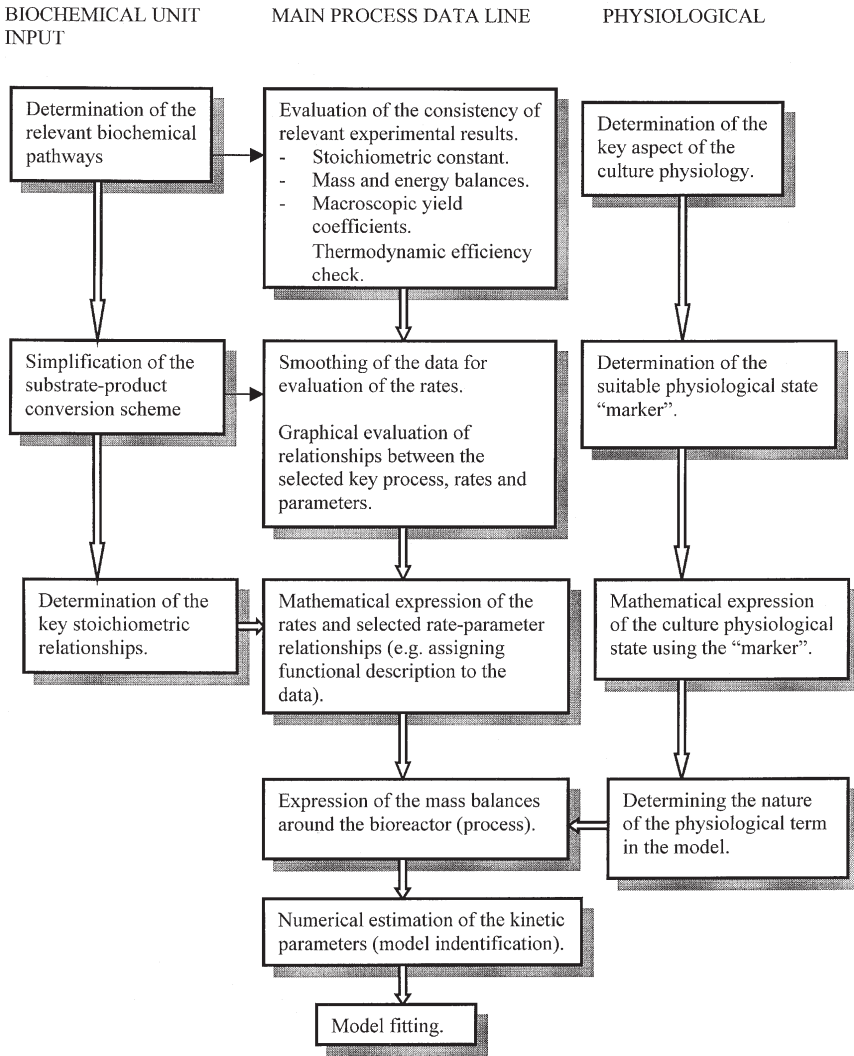 BIOCHEMICAL UNIT
INPUT
MAIN PROCESS DATA LINE
PHYSIOLOGICAL
Determination of the
relevant biochemical
pathways
Evaluation of the consistency of
relevant experimental results.
- Stoichiometric constant.
- Mass and energy balances.
- Macroscopic yield
coefficients.
Thermodynamic efficiency
check.
Determination of the
key aspect of the
culture physiology.
Simplification of the
substrate-product
conversion scheme
Smoothing of the data for
evaluation of the rates.
Graphical evaluation of
relationships between the
selected key process, rates and
parameters.
Determination of the
suitable physiological state
“marker”.
Determination of the
key stoichiometric
relationships.
Mathematical expression of the
rates and selected rate-parameter
relationships (e.g. assigning
functional description to the
data).
Mathematical expression
of the culture physiological
state using the “marker”.
Expression of the mass balances
around the bioreactor (process).
Determining the nature
of the physiological term
in the model.
Numerical estimation of the kinetic
parameters (model indentification).
Model fitting.